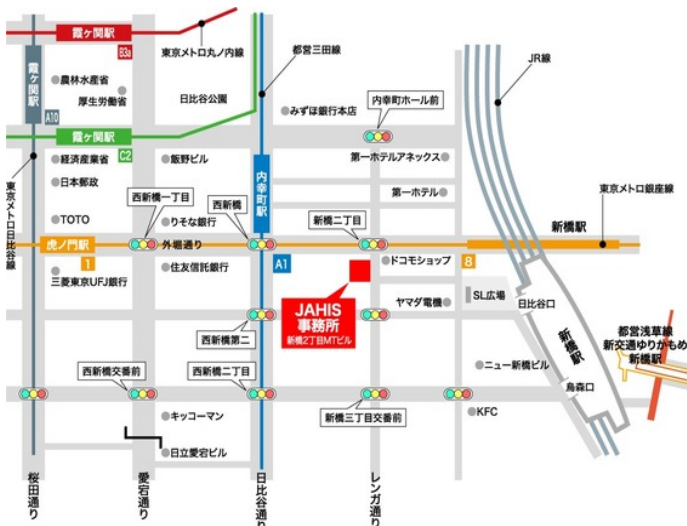 霞ヶ関駅
B3a
東京メトロ丸ノ内線
都営三田線
JR線
霞ヶ関駅
農林水産省
厚生労働省
A10
日比谷公園
みずほ銀行本店
内幸町ホール前
霞ヶ関駅
C2
経済産業省
飯野ビル
第一ホテルアネックス
日本郵政
内幸町駅
第一ホテル
東京メトロ日比谷線
西新橋一丁目
西新橋
新橋二丁目
東京メトロ銀座線
TOTO
りそな銀行
新橋駅
虎ノ門駅
外堀通り
1
住友信託銀行
A1
ドコモショップ
8
三菱東京UFJ銀行
JAHIS
事務所
新橋2丁目MTビル
ヤマダ電機
SL広場
日比谷口
西新橋第二
新橋駅
都営浅草線
新交通ゆりかもめ
新橋駅
西新橋交番前
西新橋二丁目
ニュー新橋ビル
烏森口
キッコーマン
新橋三丁目交番前
KFC
日立愛宕ビル
桜田通り
愛宕通り
日比谷通り
レンガ通り